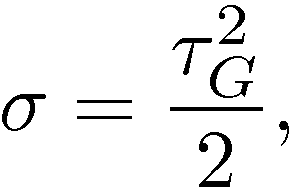 σ = τ_G^2 / 2,